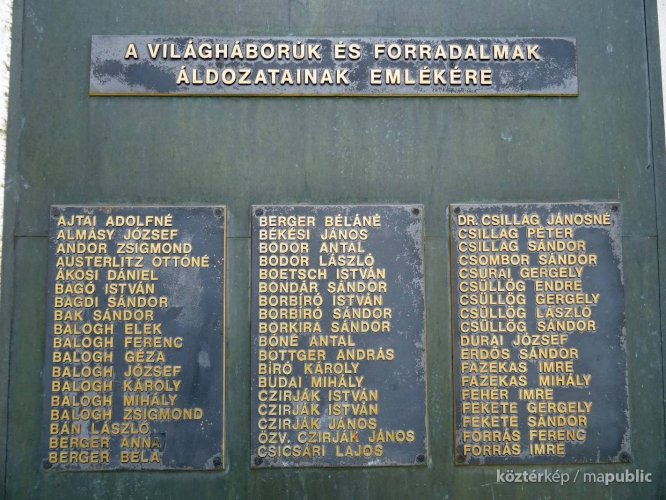 A VILÁGHÁBORÚK ÉS FORRADALMAK
ÁLDOZATAINAK EMLÉKÉRE
AJTAI ADOLFNÉ
ALMÁSY JÓZSEF
ANDOR ZSIGMOND
AUSTERLITZ OTTÓNÉ
ÁKOSI DÁNIEL
BAGÓ ISTVÁN
BAGDI SÁNDOR
BAK SÁNDOR
BALOGH ELEK
BALOGH FERENC
BALOGH GÉZA
BALOGH JÓZSEF
BALOGH KÁROLY
BALOGH MIHÁLY
BALOGH ZSIGMOND
BÁN LÁSZLÓ
BERGER ANNA
BERGER BÉLA
BERGER BÉLÁNÉ
BÉKÉSI JÁNOS
BODOR ANTAL
BODOR LÁSZLÓ
BOETSCH ISTVÁN
BONDÁR SÁNDOR
BORBÍRÓ ISTVÁN
BORBÍRÓ SÁNDOR
BORKIRA SÁNDOR
BÓNÉ ANTAL
BÖTTGER ANDRÁS
BÍRÓ KÁROLY
BUDAI MIHÁLY
CZIRJÁK ISTVÁN
CZIRJÁK ISTVÁN
CZIRJÁK JÁNOS
ÖZV. CZIRJÁK JÁNOS
CSICSÁRI LAJOS
DR. CSILLAG JÁNOSNÉ
CSILLAG PÉTER
CSILLAG SÁNDOR
CSOMBOR SÁNDOR
CSURAI GERGELY
CSÜLLÖG ENDRE
CSÜLLÖG GERGELY
CSÜLLÖG LÁSZLÓ
CSÜLLÖG SÁNDOR
DURAI JÓZSEF
ERDŐS SÁNDOR
FAZEKAS IMRE
FAZEKAS MIHÁLY
FEHÉR IMRE
FEKETE GERGELY
FEKETE SÁNDOR
FORRÁS FERENC
FORRÁS IMRE
köztérkép / mapublic